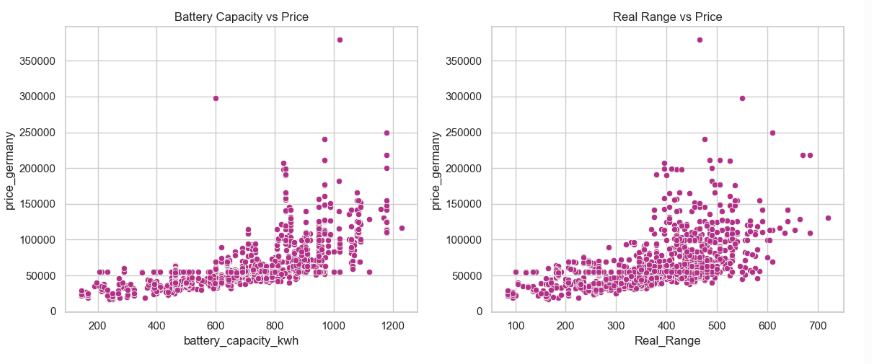 Battery Capacity vs Price
350000
300000
250000
200000
150000
100000
50000
0
price_germany
200 400 600 800 1000 1200
battery_capacity_kwh
Real Range vs Price
350000
300000
250000
200000
150000
100000
50000
0
price_germany
100 200 300 400 500 600 700
Real_Range